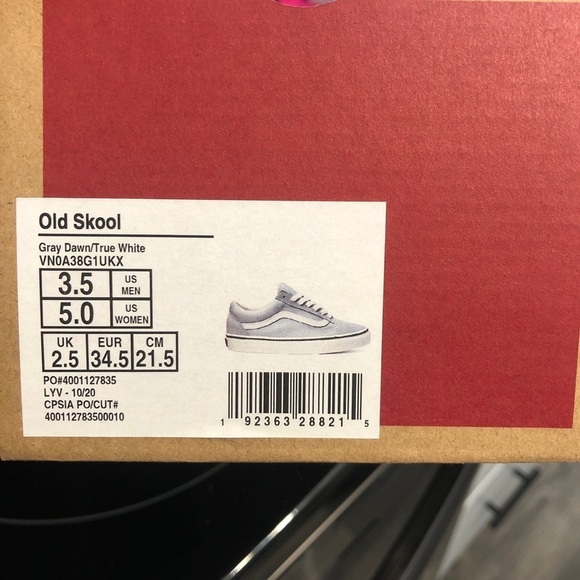 Old Skool
Gray Dawn/True White
VN0A38G1UKX
3.5 US MEN
5.0 US WOMEN
UK EUR CM
2.5 34.5 21.5
PO#4001127835
LYV - 10/20
CPSIA PO/CUT#
400112783500010
1 92363 28821 5